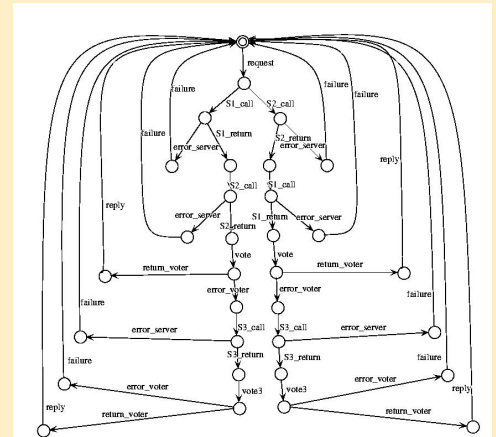 request
failure
failure
S1_call
S2_call
failure
failure
S1_return
S2_return
error_server
error_server
S2_call
S1_call
reply
reply
error_server
S2_return
S1_return
error_server
vote
vote
return_voter
return_voter
error_voter
error_voter
failure
S3_call
S3_call
error_server
error_server
failure
S3_return
S3_return
failure
failure
error_voter
vote3
vote3
error_voter
reply
return_voter
return_voter
reply